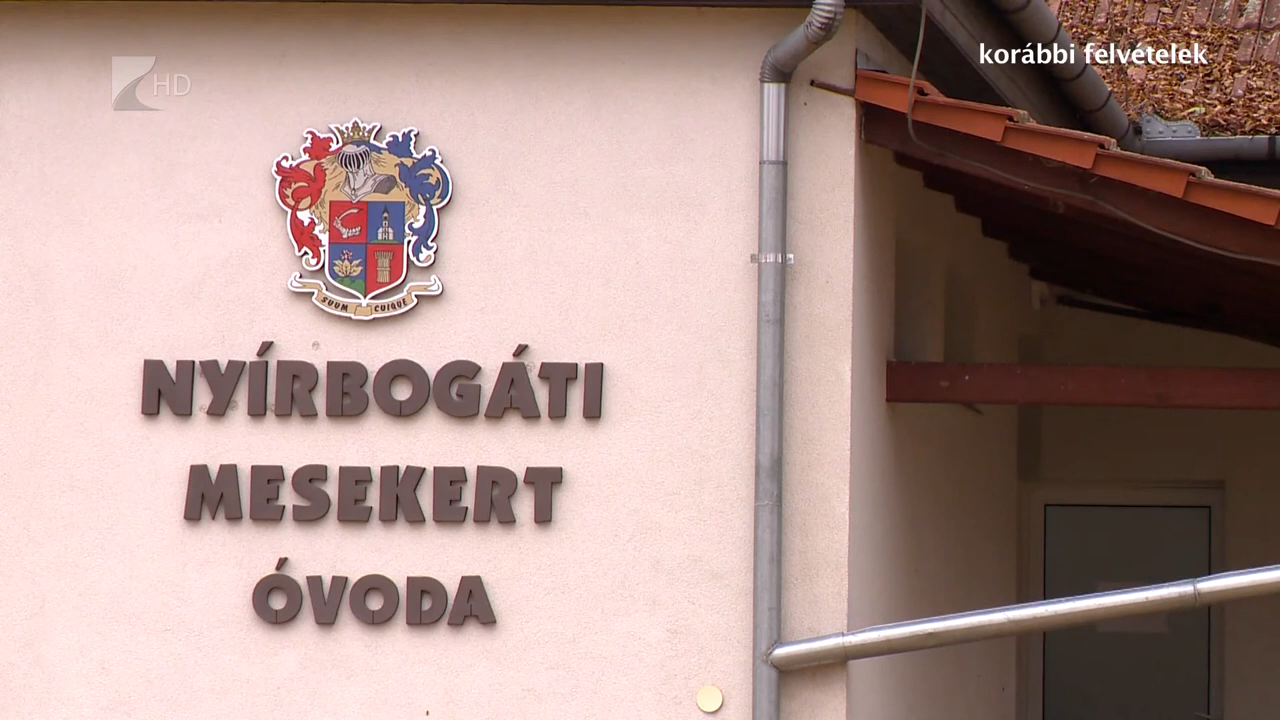 HD
korábbi felvételek
SUUM CUIQUE
NYÍRBOGÁTI
MESEKERT
ÓVODA